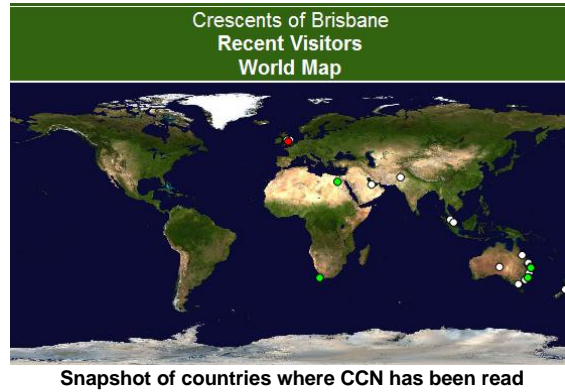 Crescents of Brisbane
Recent Visitors
World Map
Snapshot of countries where CCN has been read